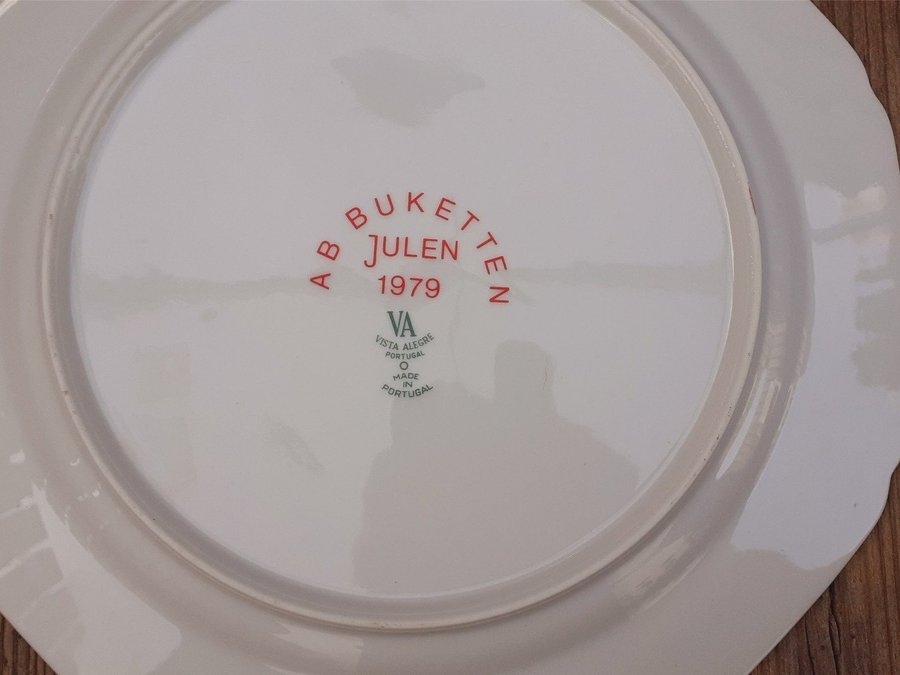 AB BUKETTEN
JULEN
1979
VA
VISTA ALEGRE
PORTUGAL
MADE
IN
PORTUGAL